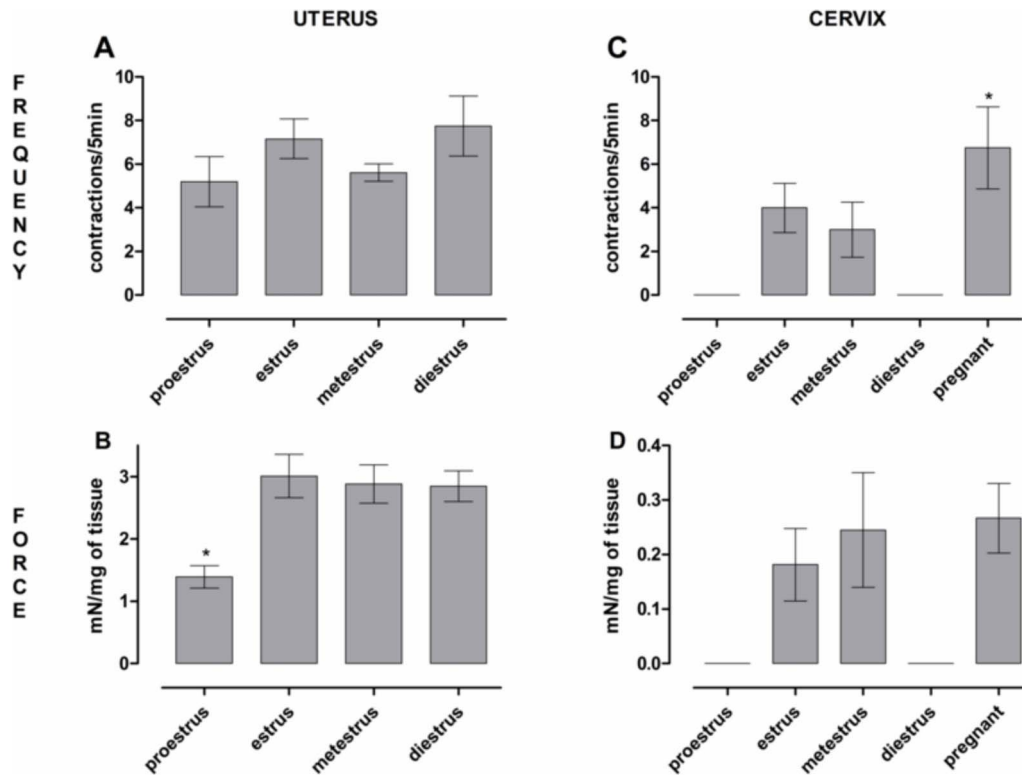 UTERUS
CERVIX
FREQUENCY
A
contractions/5min
10
8
6
4
2
0
proestrus
estrus
metestrus
diestrus
C
contractions/5min
10
8
6
4
2
0
*
proestrus
estrus
metestrus
diestrus
pregnant
FORCE
B
mN/mg of tissue
3
2
1
0
*
proestrus
estrus
metestrus
diestrus
D
mN/mg of tissue
0.4
0.3
0.2
0.1
0.0
proestrus
estrus
metestrus
diestrus
pregnant